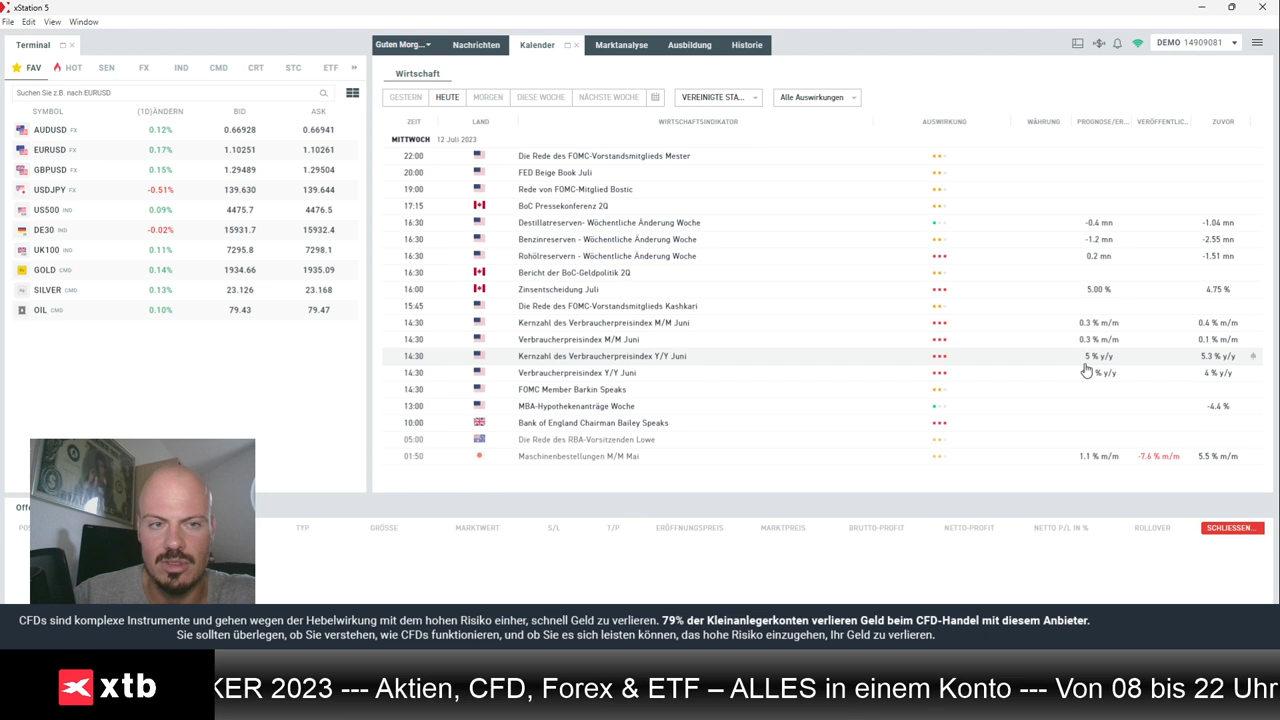 xStation 5
File Edit View Window
Terminal
FAV HOT SEN FX IND CMD CRT STC ETF »
Suchen Sie z.B. nach EURUSD
SYMBOL (1D)ÄNDERN BID ASK
AUDUSD FX 0.12% 0.66928 0.66941
EURUSD FX 0.17% 1.10251 1.10261
GBPUSD FX 0.15% 1.29489 1.29504
USDJPY FX -0.51% 139.630 139.644
US500 IND 0.09% 4475.7 4476.5
DE30 IND -0.02% 15931.7 15932.4
UK100 IND 0.11% 7295.8 7298.1
GOLD CMD 0.14% 1934.66 1935.09
SILVER CMD 0.13% 23.126 23.168
OIL CMD 0.10% 79.43 79.47
Guten Morg... Nachrichten Kalender Marktanalyse Ausbildung Historie
DEMO 14909081
Wirtschaft
GESTERN HEUTE MORGEN DIESE WOCHE NÄCHSTE WOCHE VEREINIGTE STA... Alle Auswirkungen
ZEIT LAND WIRTSCHAFTSINDIKATOR AUSWIRKUNG WÄHRUNG PROGNOSE/ER... VERÖFFENTLIC... ZUVOR
MITTWOCH 12 Juli 2023
22:00 Die Rede des FOMC-Vorstandsmitglieds Mester
20:00 FED Beige Book Juli
19:00 Rede von FOMC-Mitglied Bostic
17:15 BoC Pressekonferenz 2Q
16:30 Destillatreserven- Wöchentliche Änderung Woche -0.4 mn -1.04 mn
16:30 Benzinreserven - Wöchentliche Änderung Woche -1.2 mn -2.55 mn
16:30 Rohölreservern - Wöchentliche Änderung Woche 0.2 mn -1.51 mn
16:30 Bericht der BoC-Geldpolitik 2Q
16:00 Zinsentscheidung Juli 5.00 % 4.75 %
15:45 Die Rede des FOMC-Vorstandsmitglieds Kashkari
14:30 Kernzahl des Verbraucherpreisindex M/M Juni 0.3 % m/m 0.4 % m/m
14:30 Verbraucherpreisindex M/M Juni 0.3 % m/m 0.1 % m/m
14:30 Kernzahl des Verbraucherpreisindex Y/Y Juni 5 % y/y 5.3 % y/y
14:30 Verbraucherpreisindex Y/Y Juni % y/y 4 % y/y
14:30 FOMC Member Barkin Speaks
13:00 MBA-Hypothekenanträge Woche -4.4 %
10:00 Bank of England Chairman Bailey Speaks
05:00 Die Rede des RBA-Vorsitzenden Lowe
01:50 Maschinenbestellungen M/M Mai 1.1 % m/m -7.6 % m/m 5.5 % m/m
TYP GRÖSSE MARKTWERT S/L T/P ERÖFFNUNGSPREIS MARKTPREIS BRUTTO-PROFIT NETTO-PROFIT NETTO P/L IN % ROLLOVER SCHLIESSEN...
CFDs sind komplexe Instrumente und gehen wegen der Hebelwirkung mit dem hohen Risiko einher, schnell Geld zu verlieren. 79% der Kleinanlegerkonten verlieren Geld beim CFD-Handel mit diesem Anbieter.
Sie sollten überlegen, ob Sie verstehen, wie CFDs funktionieren, und ob Sie es sich leisten können, das hohe Risiko einzugehen, Ihr Geld zu verlieren.
xtb KER 2023 --- Aktien, CFD, Forex & ETF – ALLES in einem Konto --- Von 08 bis 22 Uhr